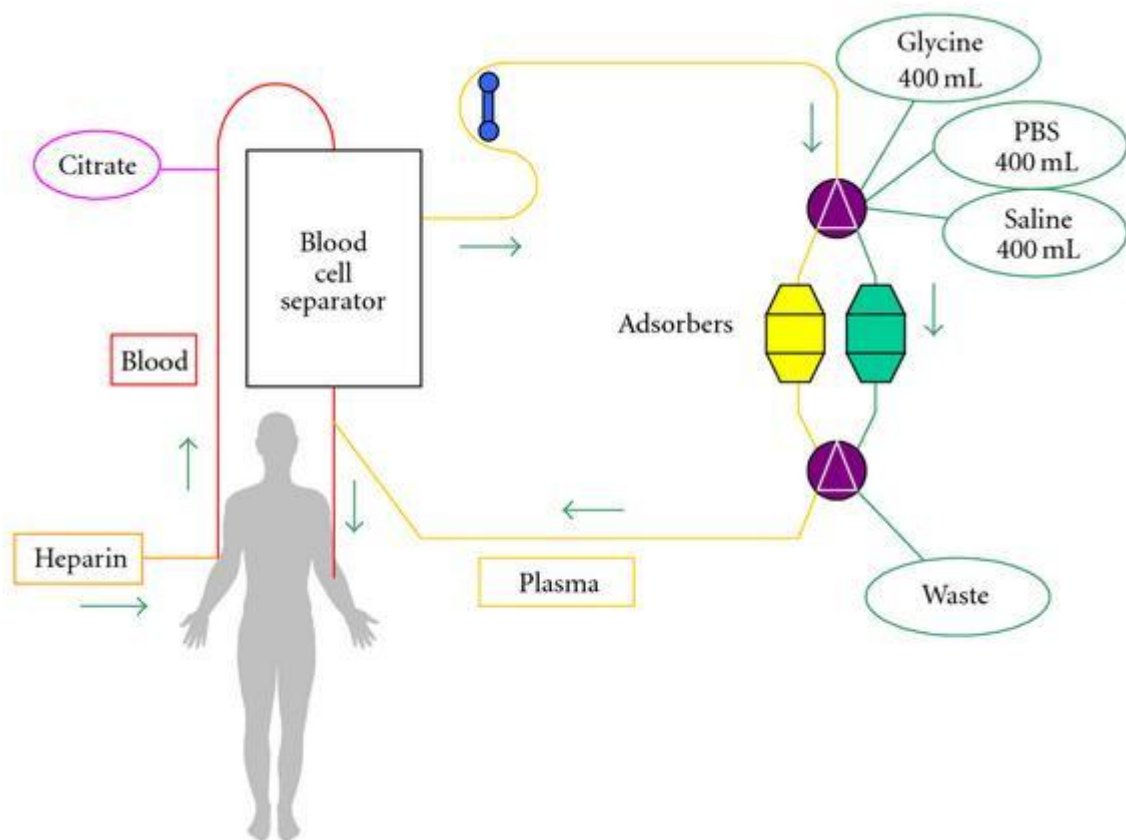 Glycine
400 mL
PBS
400 mL
Citrate
Saline
400 mL
Blood
cell
separator
Adsorbers
Blood
Heparin
Plasma
Waste